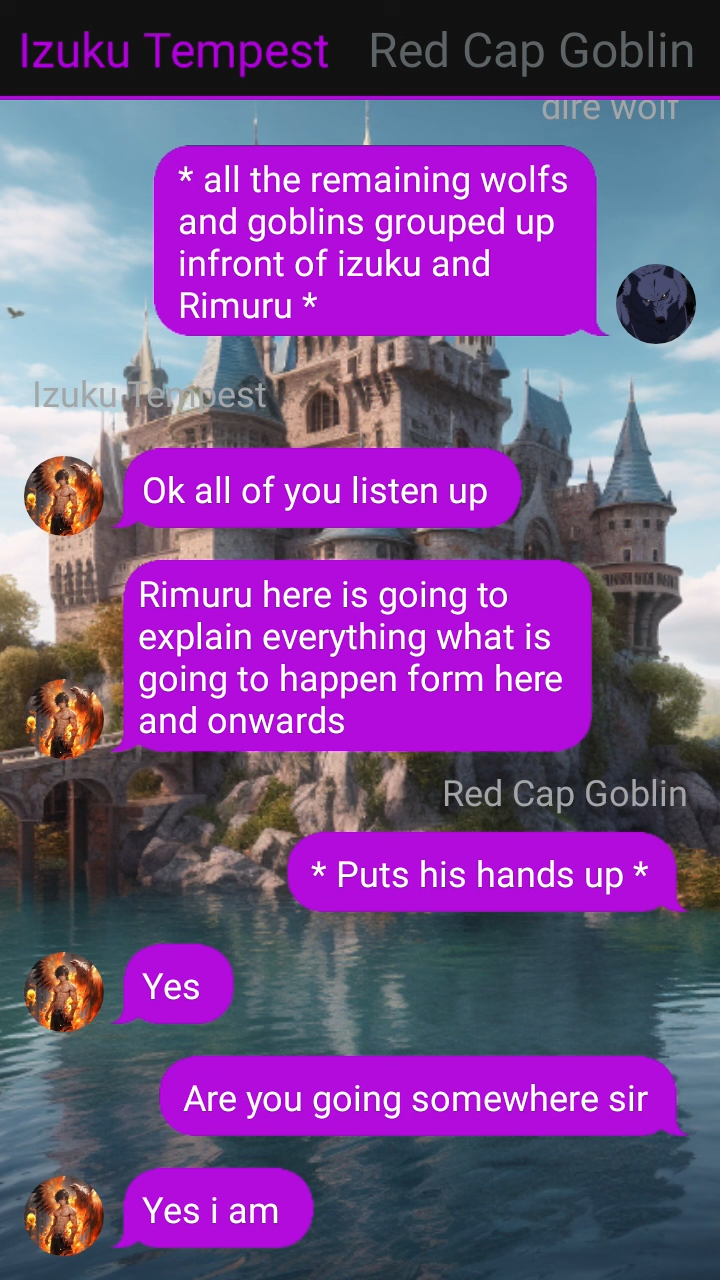 Izuku Tempest Red Cap Goblin
dire wolf
* all the remaining wolfs
and goblins grouped up
infront of izuku and
Rimuru *
Izuku Tempest
Ok all of you listen up
Rimuru here is going to
explain everything what is
going to happen form here
and onwards
Red Cap Goblin
* Puts his hands up *
Yes
Are you going somewhere sir
Yes i am